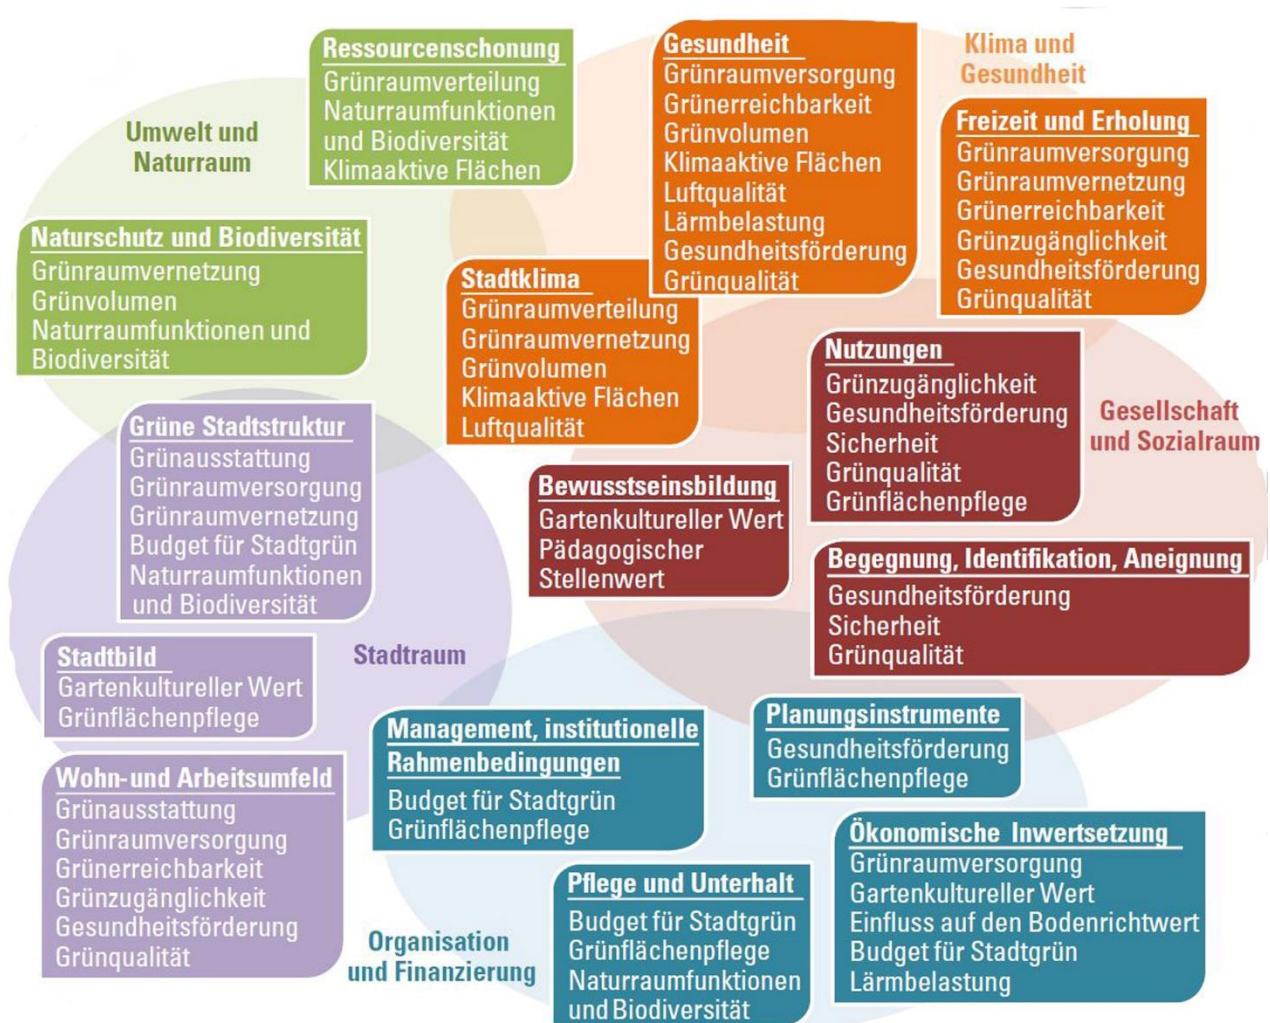 Umwelt und
Naturraum
Ressourcenschonung
Grünraumverteilung
Naturraumfunktionen
und Biodiversität
Klimaaktive Flächen
Naturschutz und Biodiversität
Grünraumvernetzung
Grünvolumen
Naturraumfunktionen und
Biodiversität
Klima und
Gesundheit
Gesundheit
Grünraumversorgung
Grünerreichbarkeit
Grünvolumen
Klimaaktive Flächen
Luftqualität
Lärmbelastung
Gesundheitsförderung
Grünqualität
Freizeit und Erholung
Grünraumversorgung
Grünraumvernetzung
Grünerreichbarkeit
Grünzugänglichkeit
Gesundheitsförderung
Grünqualität
Stadtklima
Grünraumverteilung
Grünraumvernetzung
Grünvolumen
Klimaaktive Flächen
Luftqualität
Gesellschaft
und Sozialraum
Nutzungen
Grünzugänglichkeit
Gesundheitsförderung
Sicherheit
Grünqualität
Grünflächenpflege
Bewusstseinsbildung
Gartenkultureller Wert
Pädagogischer
Stellenwert
Begegnung, Identifikation, Aneignung
Gesundheitsförderung
Sicherheit
Grünqualität
Stadtraum
Grüne Stadtstruktur
Grünausstattung
Grünraumversorgung
Grünraumvernetzung
Budget für Stadtgrün
Naturraumfunktionen
und Biodiversität
Stadtbild
Gartenkultureller Wert
Grünflächenpflege
Wohn-und Arbeitsumfeld
Grünausstattung
Grünraumversorgung
Grünerreichbarkeit
Grünzugänglichkeit
Gesundheitsförderung
Grünqualität
Organisation
und Finanzierung
Management, institutionelle
Rahmenbedingungen
Budget für Stadtgrün
Grünflächenpflege
Planungsinstrumente
Gesundheitsförderung
Grünflächenpflege
Pflege und Unterhalt
Budget für Stadtgrün
Grünflächenpflege
Naturraumfunktionen
und Biodiversität
Ökonomische Inwertsetzung
Grünraumversorgung
Gartenkultureller Wert
Einfluss auf den Bodenrichtwert
Budget für Stadtgrün
Lärmbelastung